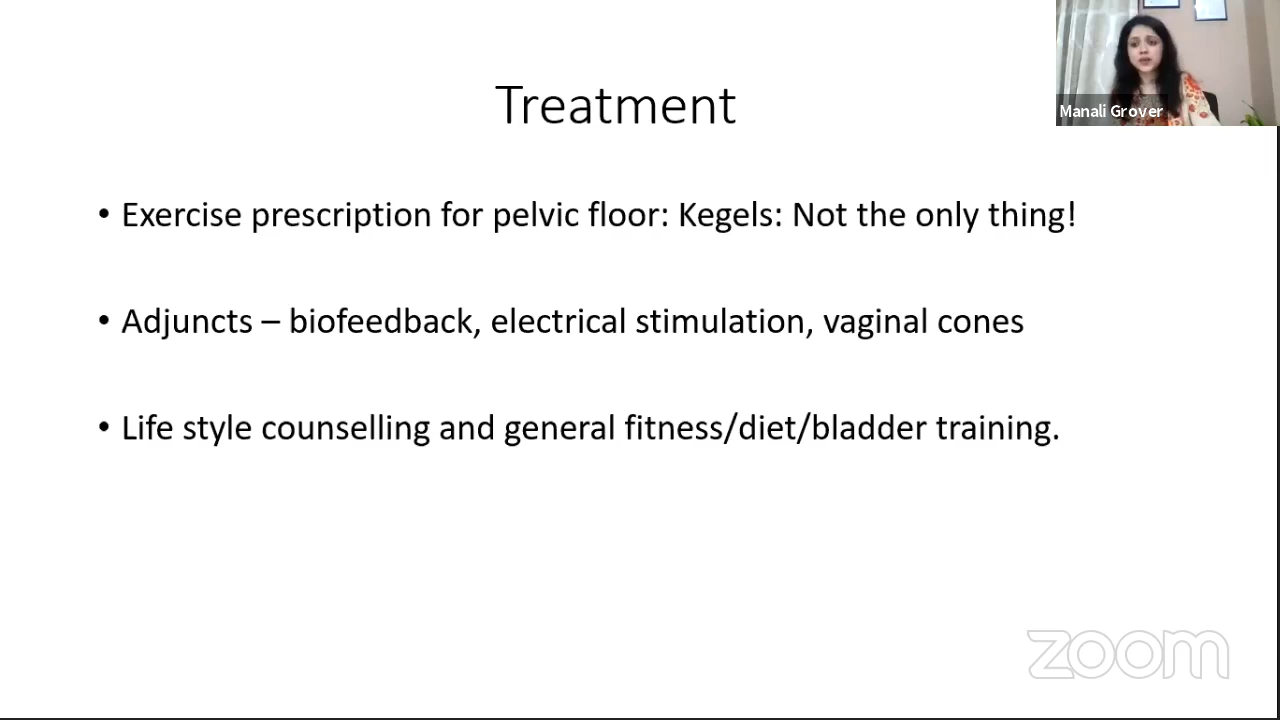 Manali Grover
Treatment
• Exercise prescription for pelvic floor: Kegels: Not the only thing!
• Adjuncts – biofeedback, electrical stimulation, vaginal cones
• Life style counselling and general fitness/diet/bladder training.
zoom